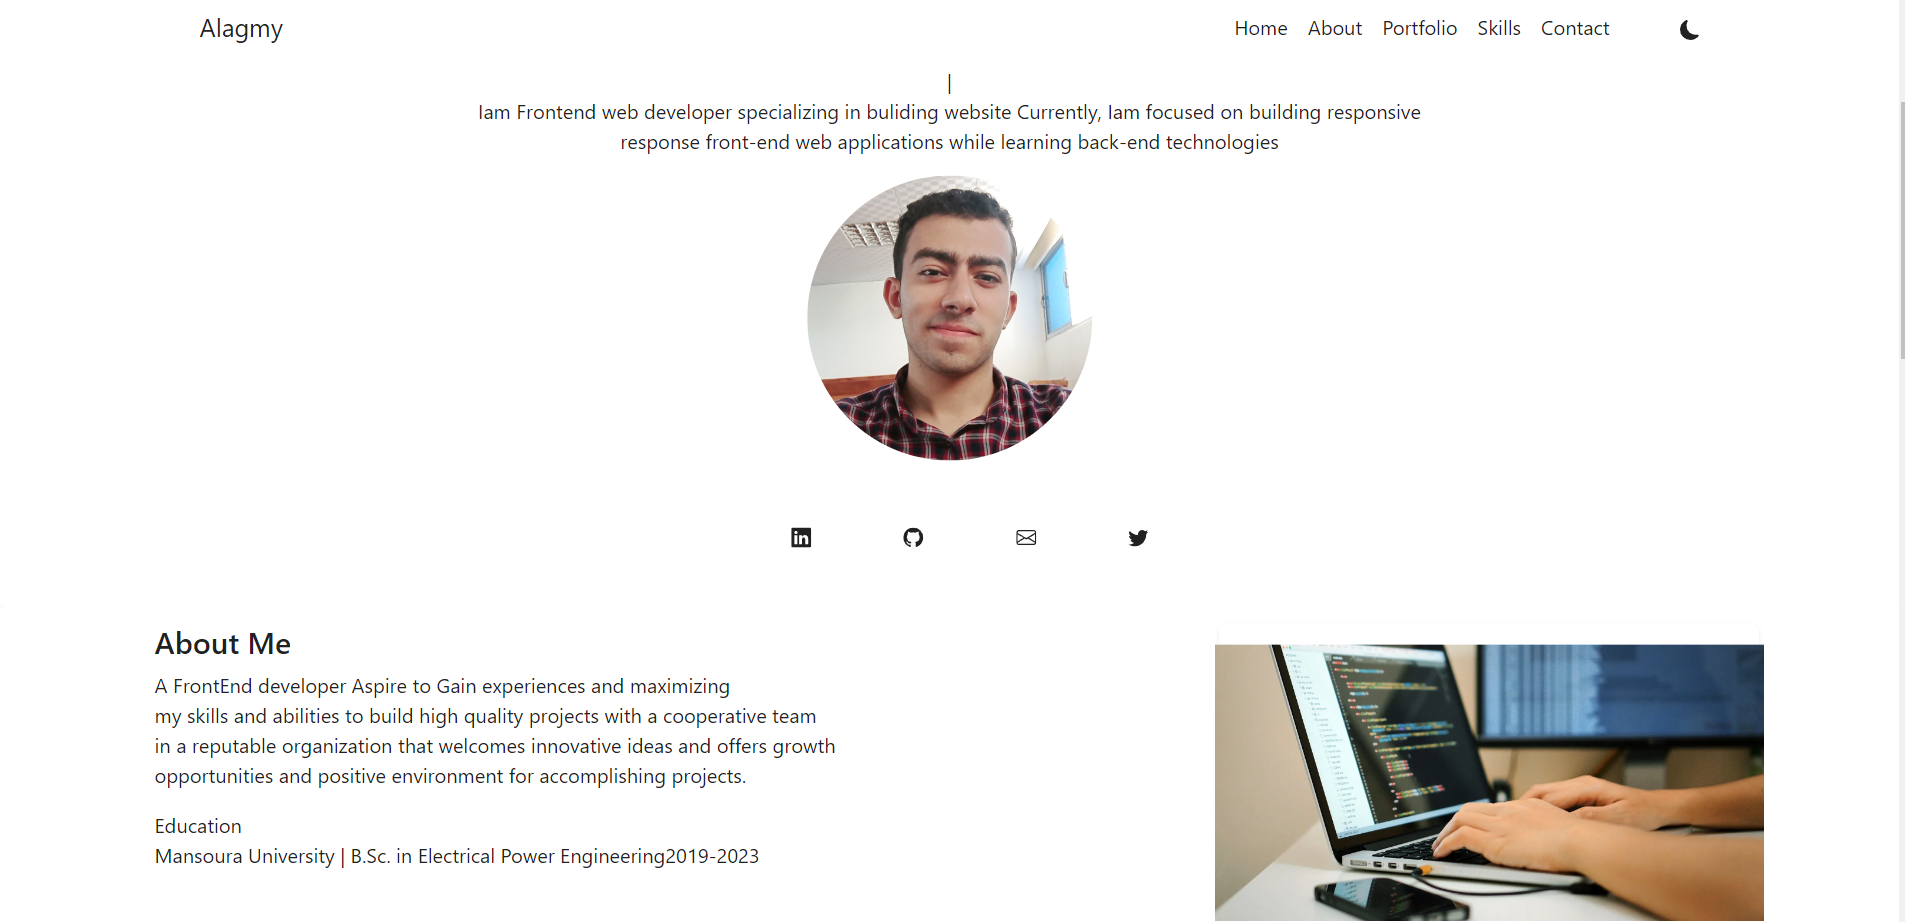 Alagmy
Home About Portfolio Skills Contact
|
Iam Frontend web developer specializing in buliding website Currently, Iam focused on building responsive
response front-end web applications while learning back-end technologies
in
About Me
A FrontEnd developer Aspire to Gain experiences and maximizing
my skills and abilities to build high quality projects with a cooperative team
in a reputable organization that welcomes innovative ideas and offers growth
opportunities and positive environment for accomplishing projects.
Education
Mansoura University | B.Sc. in Electrical Power Engineering2019-2023